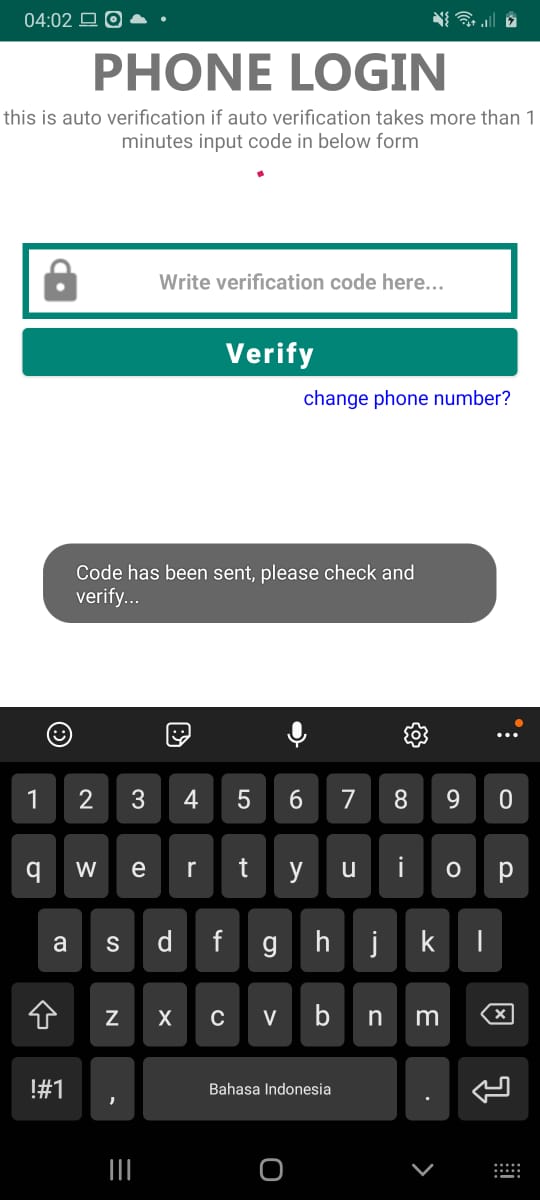 04:02
PHONE LOGIN
this is auto verification if auto verification takes more than 1
minutes input code in below form
Write verification code here...
Verify
change phone number?
Code has been sent, please check and
verify...
1 2 3 4 5 6 7 8 9 0
q w e r t y u i o p
a s d f g h j k l
z x c v b n m
!#1 , Bahasa Indonesia .